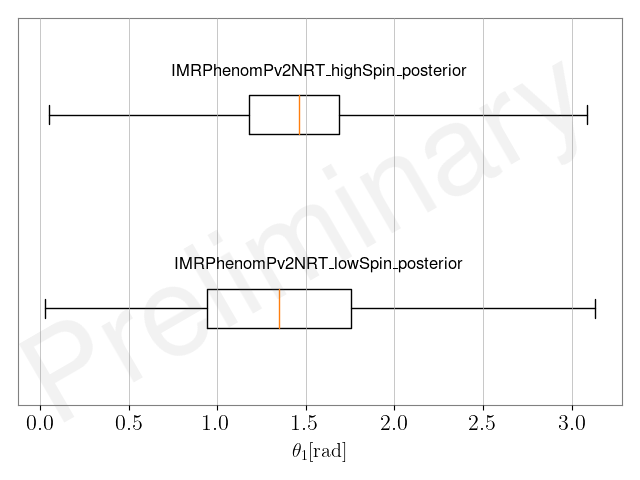 IMRPhenomPv2NRT_highSpin_posterior
Preliminary
IMRPhenomPv2NRT_lowSpin_posterior
0.0 0.5 1.0 1.5 2.0 2.5 3.0
θ₁[rad]